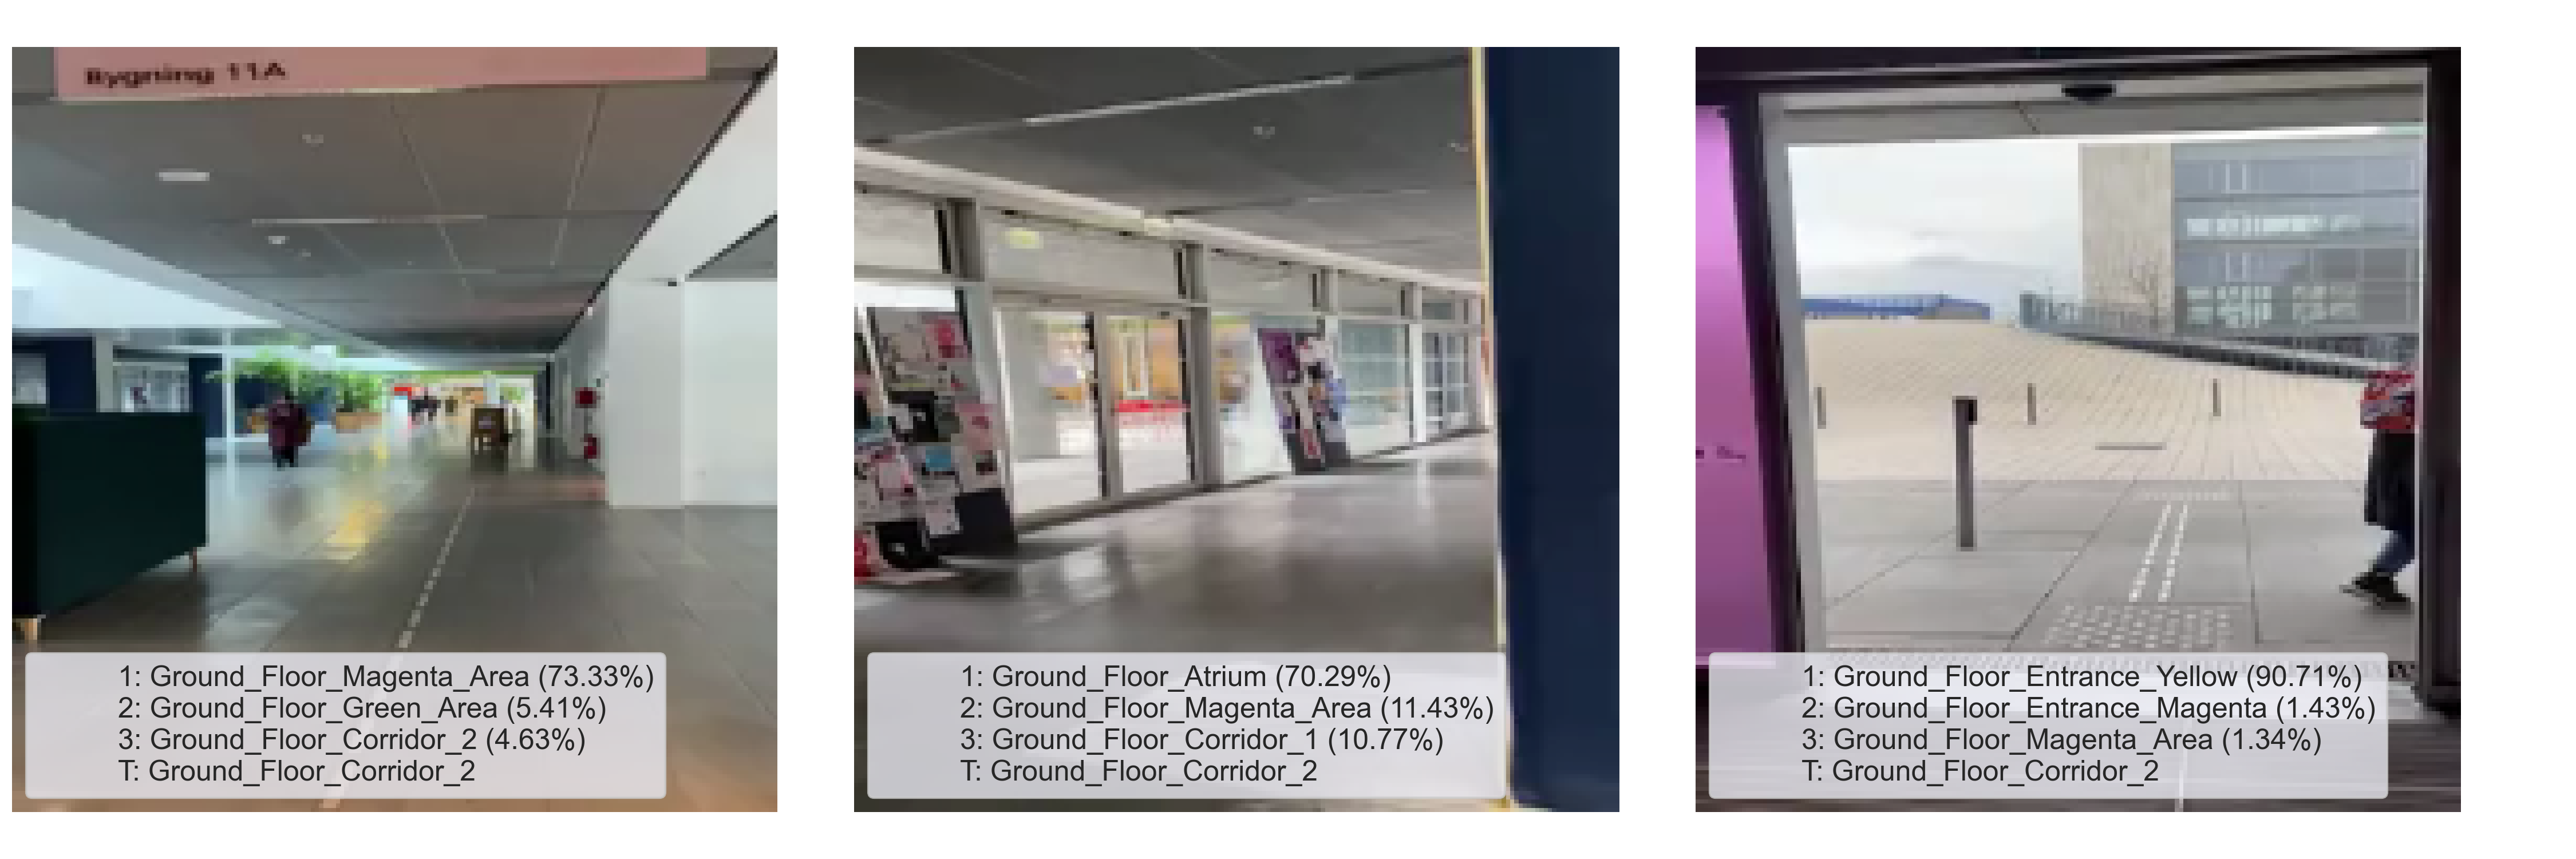 Bygning 11A
1: Ground_Floor_Magenta_Area (73.33%)
2: Ground_Floor_Green_Area (5.41%)
3: Ground_Floor_Corridor_2 (4.63%)
T: Ground_Floor_Corridor_2
1: Ground_Floor_Atrium (70.29%)
2: Ground_Floor_Magenta_Area (11.43%)
3: Ground_Floor_Corridor_1 (10.77%)
T: Ground_Floor_Corridor_2
1: Ground_Floor_Entrance_Yellow (90.71%)
2: Ground_Floor_Entrance_Magenta (1.43%)
3: Ground_Floor_Magenta_Area (1.34%)
T: Ground_Floor_Corridor_2